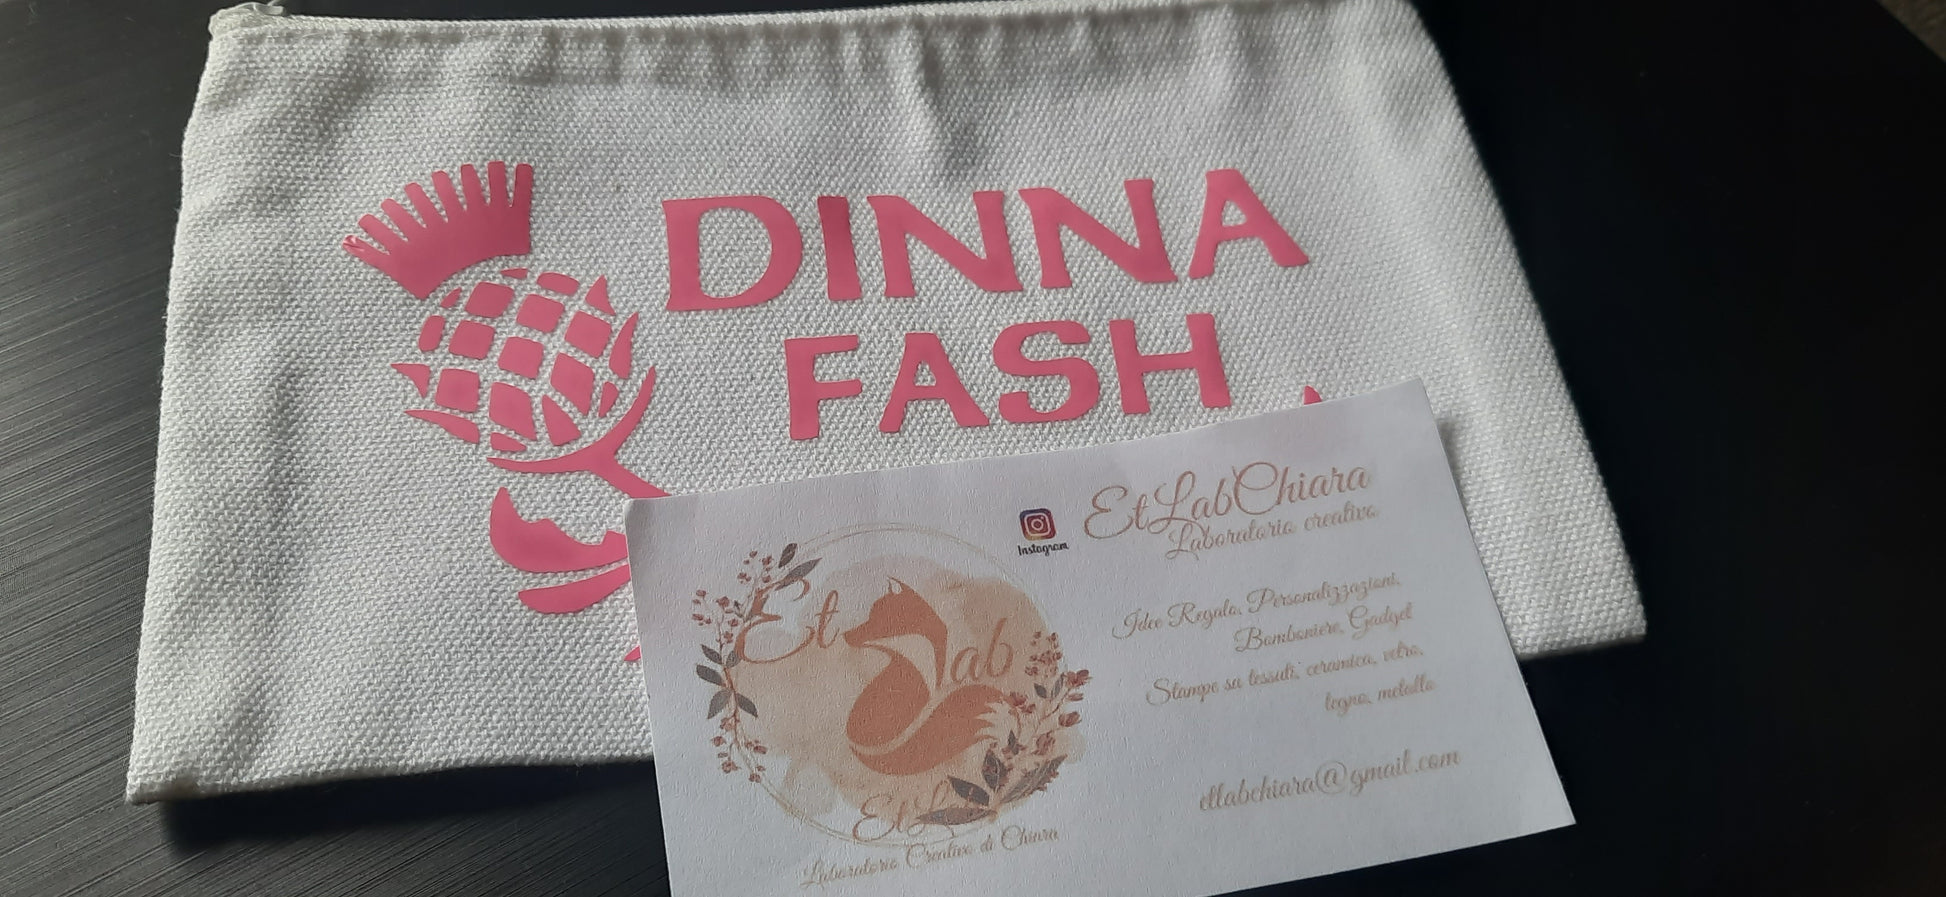 DINNA
FASH
Instagram
EtLabChiara
Laboratorio creativo
Idee Regalo, Personalizzazioni,
Bomboniere, Gadget
Stampe su tessuti, ceramica, vetro,
legno, metallo
etlabchiara@gmail.com
Et Lab
EtL
Laboratorio Creativo di Chiara